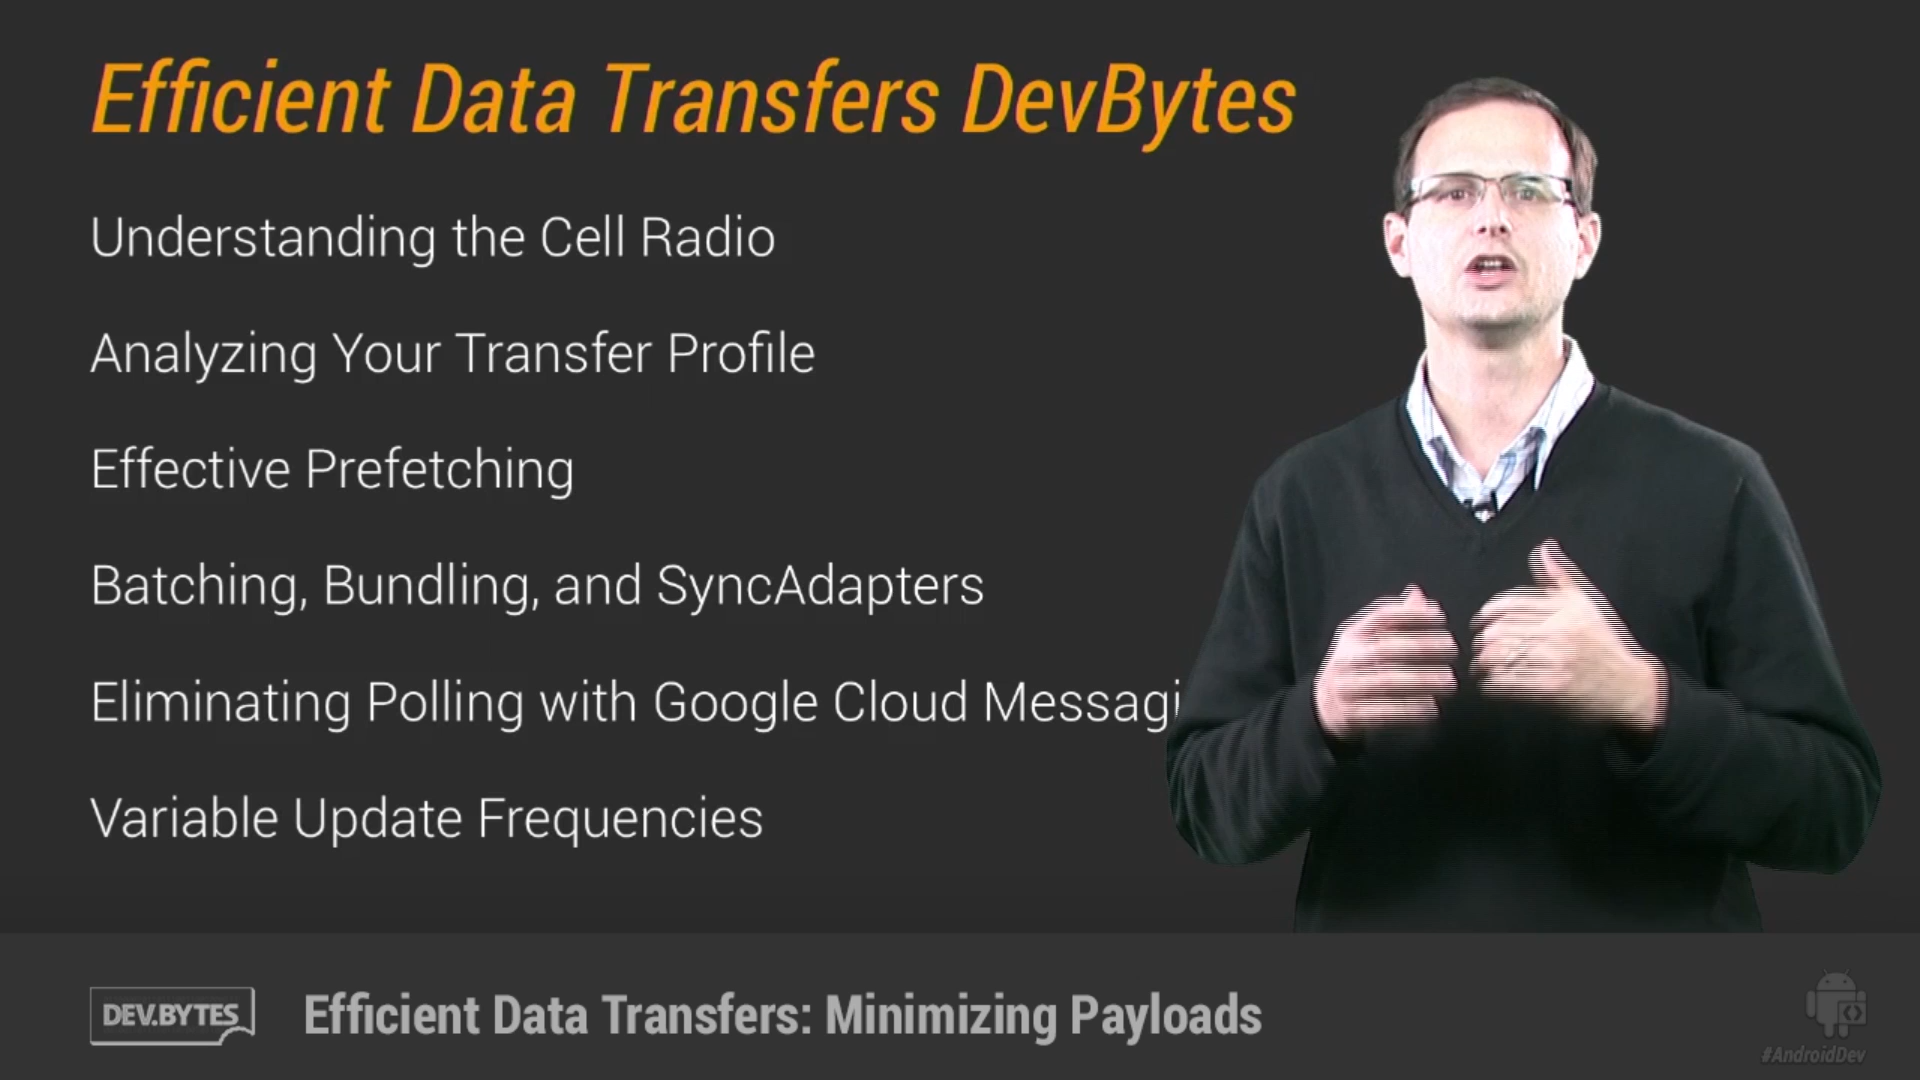 Efficient Data Transfers DevBytes
Understanding the Cell Radio
Analyzing Your Transfer Profile
Effective Prefetching
Batching, Bundling, and SyncAdapters
Eliminating Polling with Google Cloud Messagi
Variable Update Frequencies
DEV.BYTES
Efficient Data Transfers: Minimizing Payloads
#AndroidDev